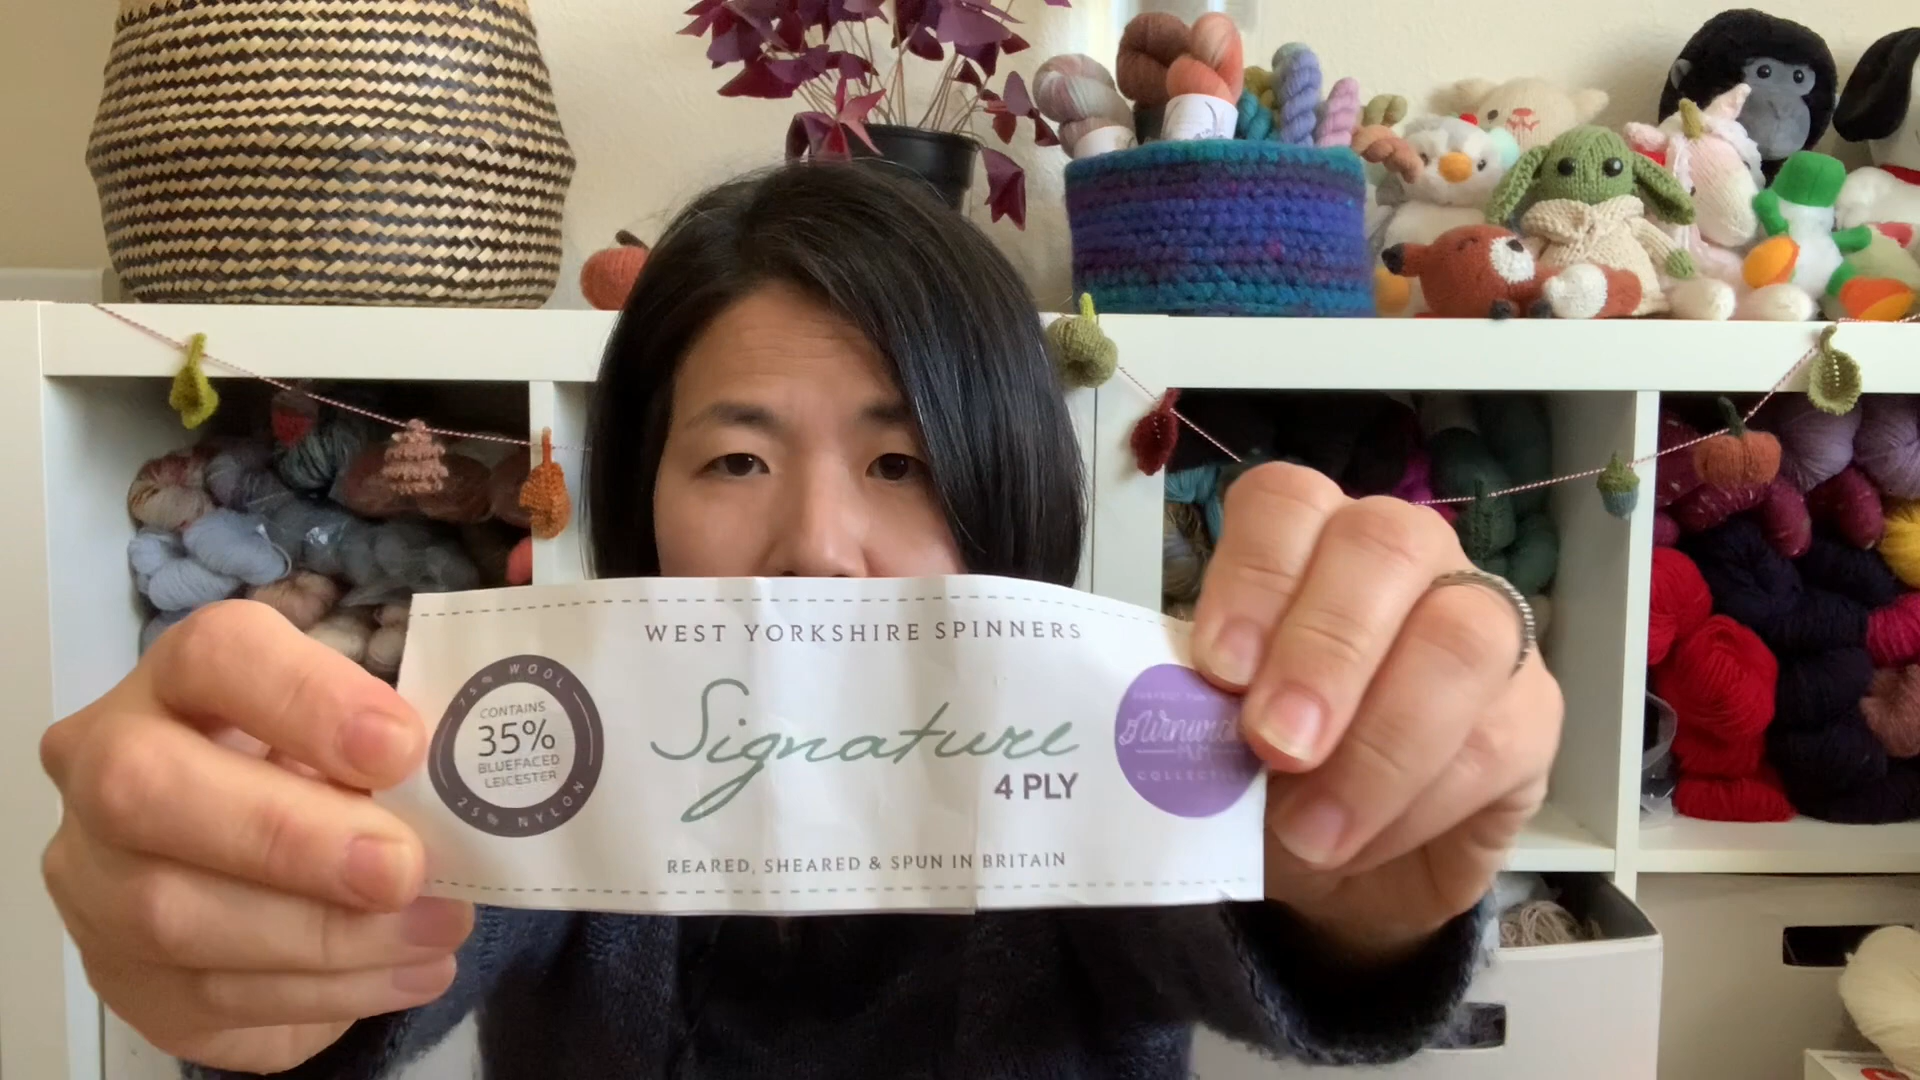 WEST YORKSHIRE SPINNERS
75% WOOL
CONTAINS
35%
BLUEFACED
LEICESTER
25% NYLON
Signature
4 PLY
REARED, SHEARED & SPUN IN BRITAIN